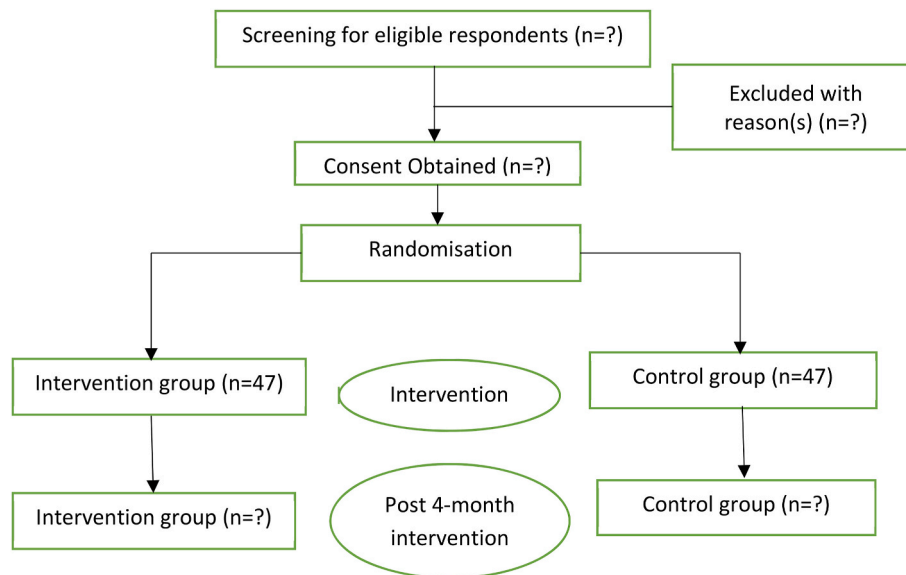 Screening for eligible respondents (n=?)
Excluded with
reason(s) (n=?)
Consent Obtained (n=?)
Randomisation
Intervention group (n=47)
Intervention
Control group (n=47)
Intervention group (n=?)
Post 4-month
intervention
Control group (n=?)